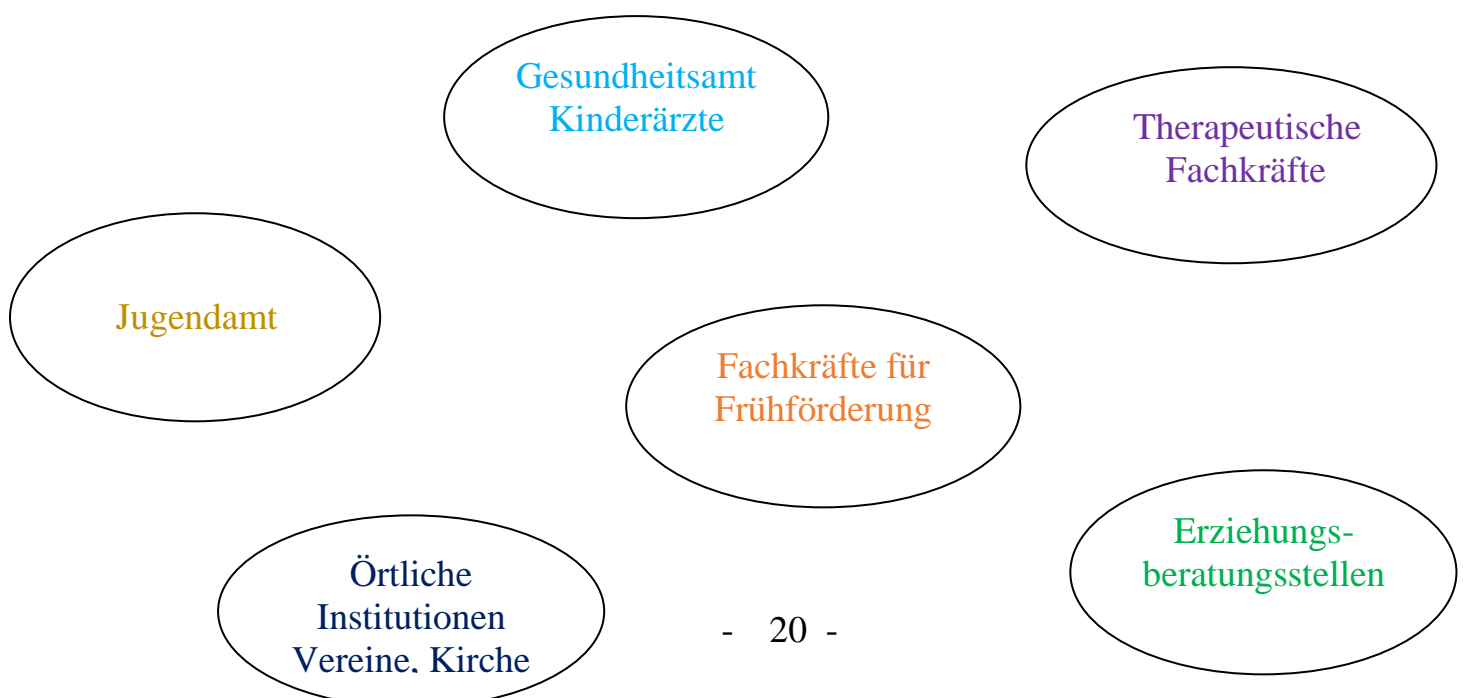 Gesundheitsamt
Kinderärzte
Therapeutische
Fachkräfte
Jugendamt
Fachkräfte für
Frühförderung
Erziehungs-
beratungsstellen
Örtliche
Institutionen
Vereine, Kirche
- 20 -